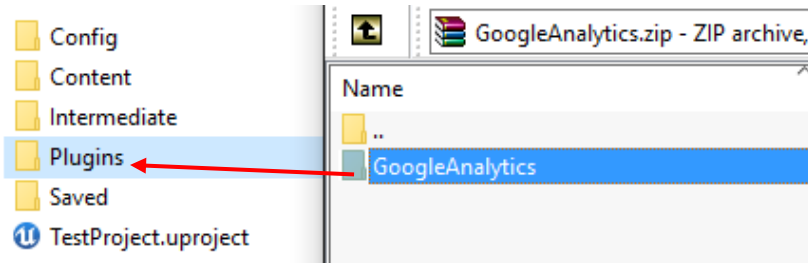 Config
Content
Intermediate
Plugins
Saved
TestProject.uproject
GoogleAnalytics.zip - ZIP archive,
Name
..
GoogleAnalytics